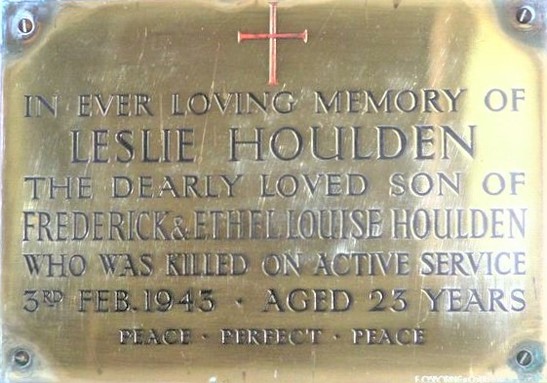 IN EVER LOVING MEMORY OF
LESLIE HOULDEN
THE DEARLY LOVED SON OF
FREDERICK & ETHEL LOUISE HOULDEN
WHO WAS KILLED ON ACTIVE SERVICE
3RD FEB. 1943 · AGED 23 YEARS
PEACE · PERFECT · PEACE